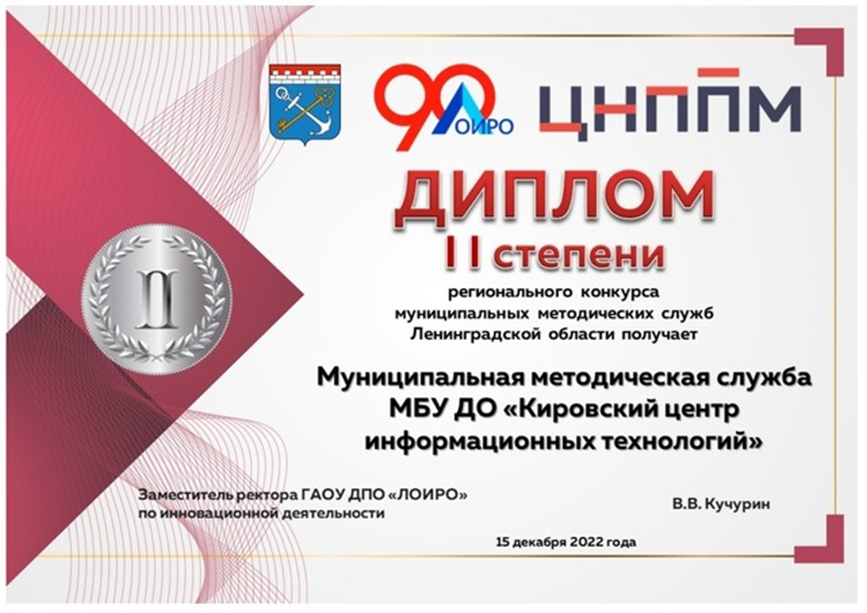 90 ЛОИРО
ЦНППМ
ДИПЛОМ
II степени
регионального конкурса
муниципальных методических служб
Ленинградской области получает
II
Муниципальная методическая служба
МБУ ДО «Кировский центр
информационных технологий»
Заместитель ректора ГАОУ ДПО «ЛОИРО»
по инновационной деятельности
В.В. Кучурин
15 декабря 2022 года